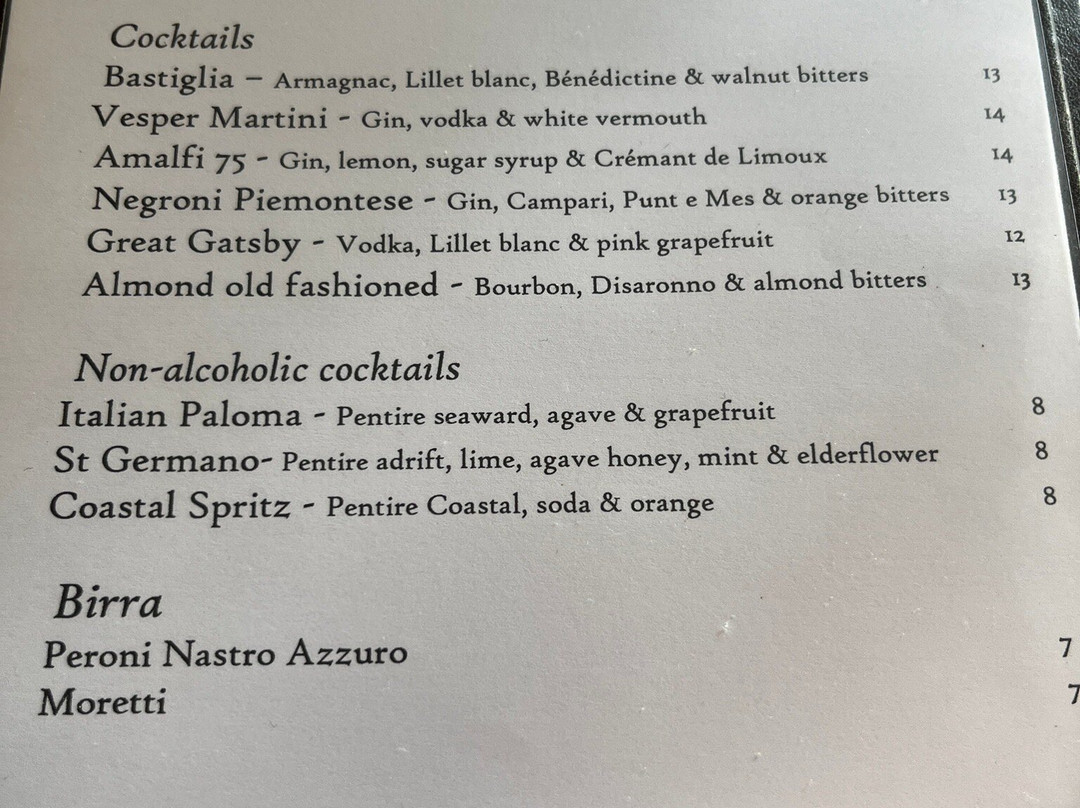 Cocktails
Bastiglia – Armagnac, Lillet blanc, Bénédictine & walnut bitters 13
Vesper Martini - Gin, vodka & white vermouth 14
Amalfi 75 - Gin, lemon, sugar syrup & Crémant de Limoux 14
Negroni Piemontese - Gin, Campari, Punt e Mes & orange bitters 13
Great Gatsby - Vodka, Lillet blanc & pink grapefruit 12
Almond old fashioned - Bourbon, Disaronno & almond bitters 13
Non-alcoholic cocktails
Italian Paloma - Pentire seaward, agave & grapefruit 8
St Germano- Pentire adrift, lime, agave honey, mint & elderflower 8
Coastal Spritz - Pentire Coastal, soda & orange 8
Birra
Peroni Nastro Azzuro 7
Moretti 7